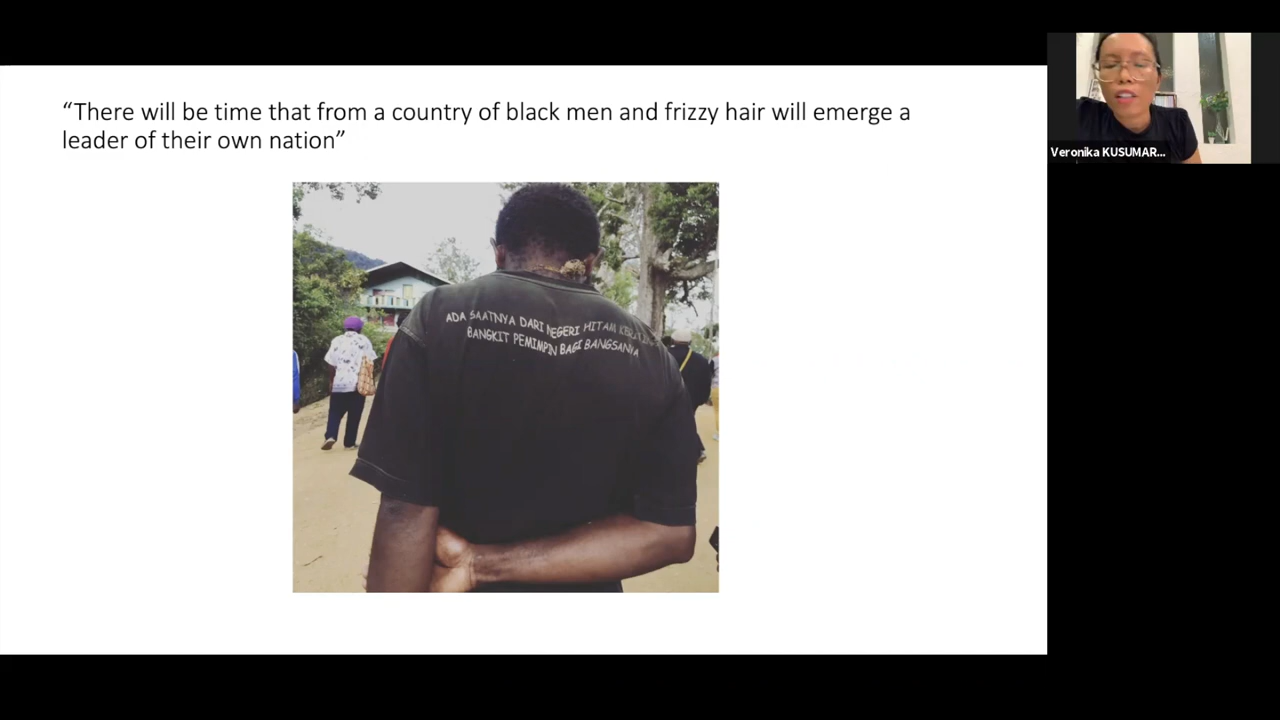 “There will be time that from a country of black men and frizzy hair will emerge a
leader of their own nation”
Veronika KUSUMAR...
ADA SAATNYA DARI NEGERI HITAM
BANGKIT PEMIMPIN BAGI BANGSANYA